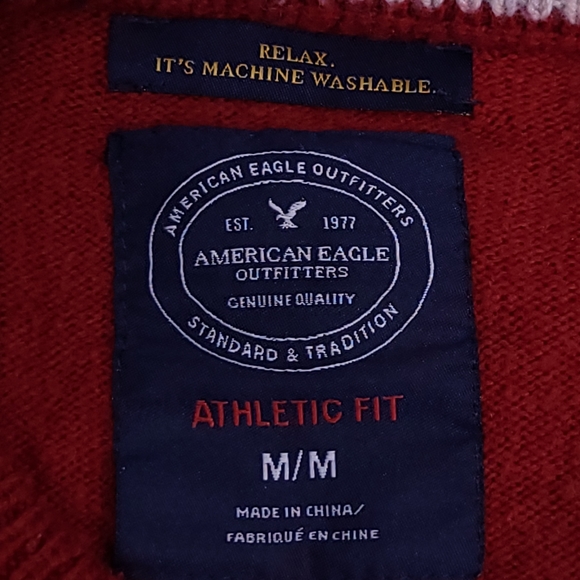 RELAX.
IT'S MACHINE WASHABLE.
AMERICAN EAGLE OUTFITTERS
EST. 1977
AMERICAN EAGLE
OUTFITTERS
GENUINE QUALITY
STANDARD & TRADITION
ATHLETIC FIT
M/M
MADE IN CHINA/
FABRIQUÉ EN CHINE